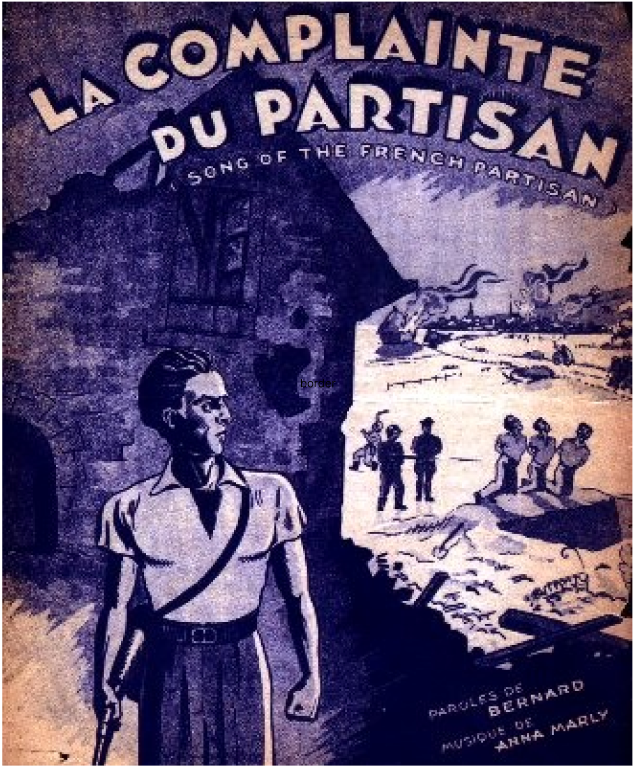 LA COMPLAINTE
DU PARTISAN
( SONG OF THE FRENCH PARTISAN )
PAROLES DE
BERNARD
MUSIQUE DE
ANNA MARLY